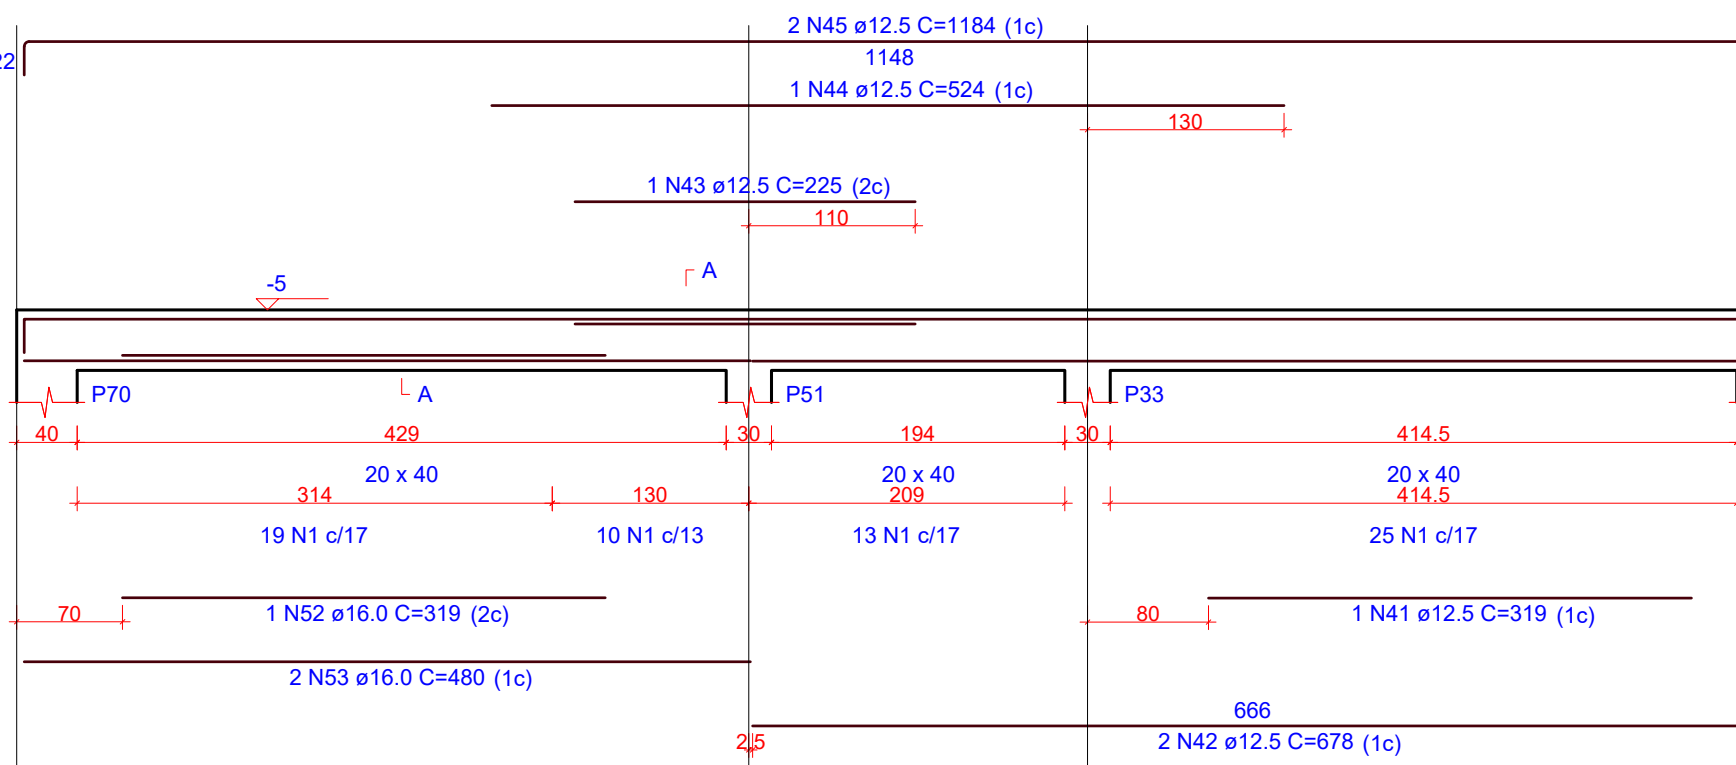 2 N45 ø12.5 C=1184 (1c)
22
1148
1 N44 ø12.5 C=524 (1c)
130
1 N43 ø12.5 C=225 (2c)
110
A
-5
P70
A
P51
P33
40
429
30
194
30
414.5
20 x 40
20 x 40
20 x 40
314
130
209
414.5
19 N1 c/17
10 N1 c/13
13 N1 c/17
25 N1 c/17
70
1 N52 ø16.0 C=319 (2c)
80
1 N41 ø12.5 C=319 (1c)
2 N53 ø16.0 C=480 (1c)
666
2.5
2 N42 ø12.5 C=678 (1c)